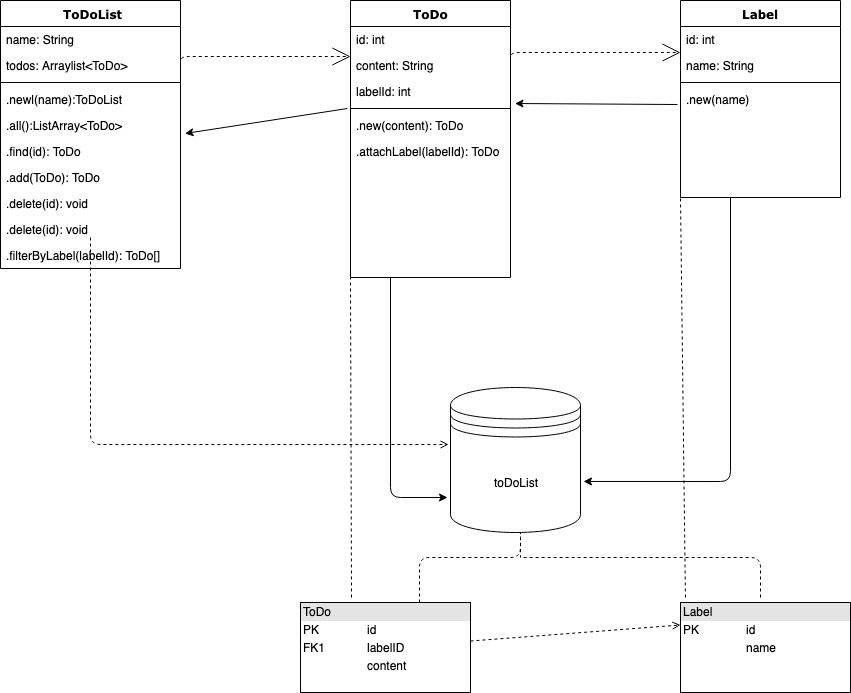 ToDoList
name: String
todos: Arraylist<ToDo>
.newl(name):ToDoList
.all():ListArray<ToDo>
.find(id): ToDo
.add(ToDo): ToDo
.delete(id): void
.delete(id): void
.filterByLabel(labelId): ToDo[]
ToDo
id: int
content: String
labelId: int
.new(content): ToDo
.attachLabel(labelId): ToDo
Label
id: int
name: String
.new(name)
toDoList
ToDo
PK id
FK1 labelID
content
Label
PK id
name